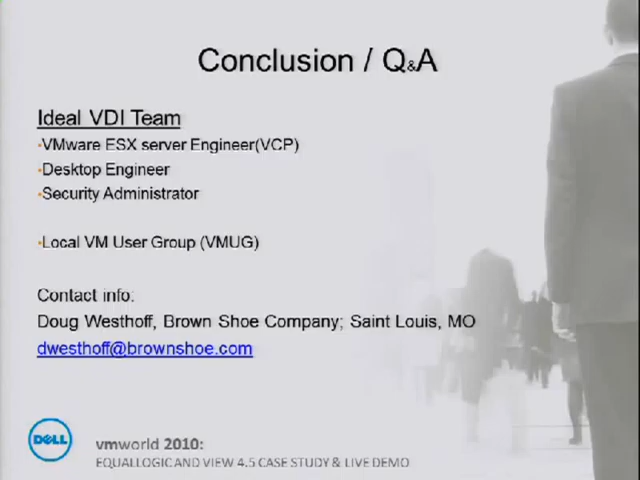 Conclusion / Q&A
Ideal VDI Team
•VMware ESX server Engineer(VCP)
•Desktop Engineer
•Security Administrator
•Local VM User Group (VMUG)
Contact info:
Doug Westhoff, Brown Shoe Company; Saint Louis, MO
dwesthoff@brownshoe.com
DELL
vmworld 2010:
EQUALLOGIC AND VIEW 4.5 CASE STUDY & LIVE DEMO